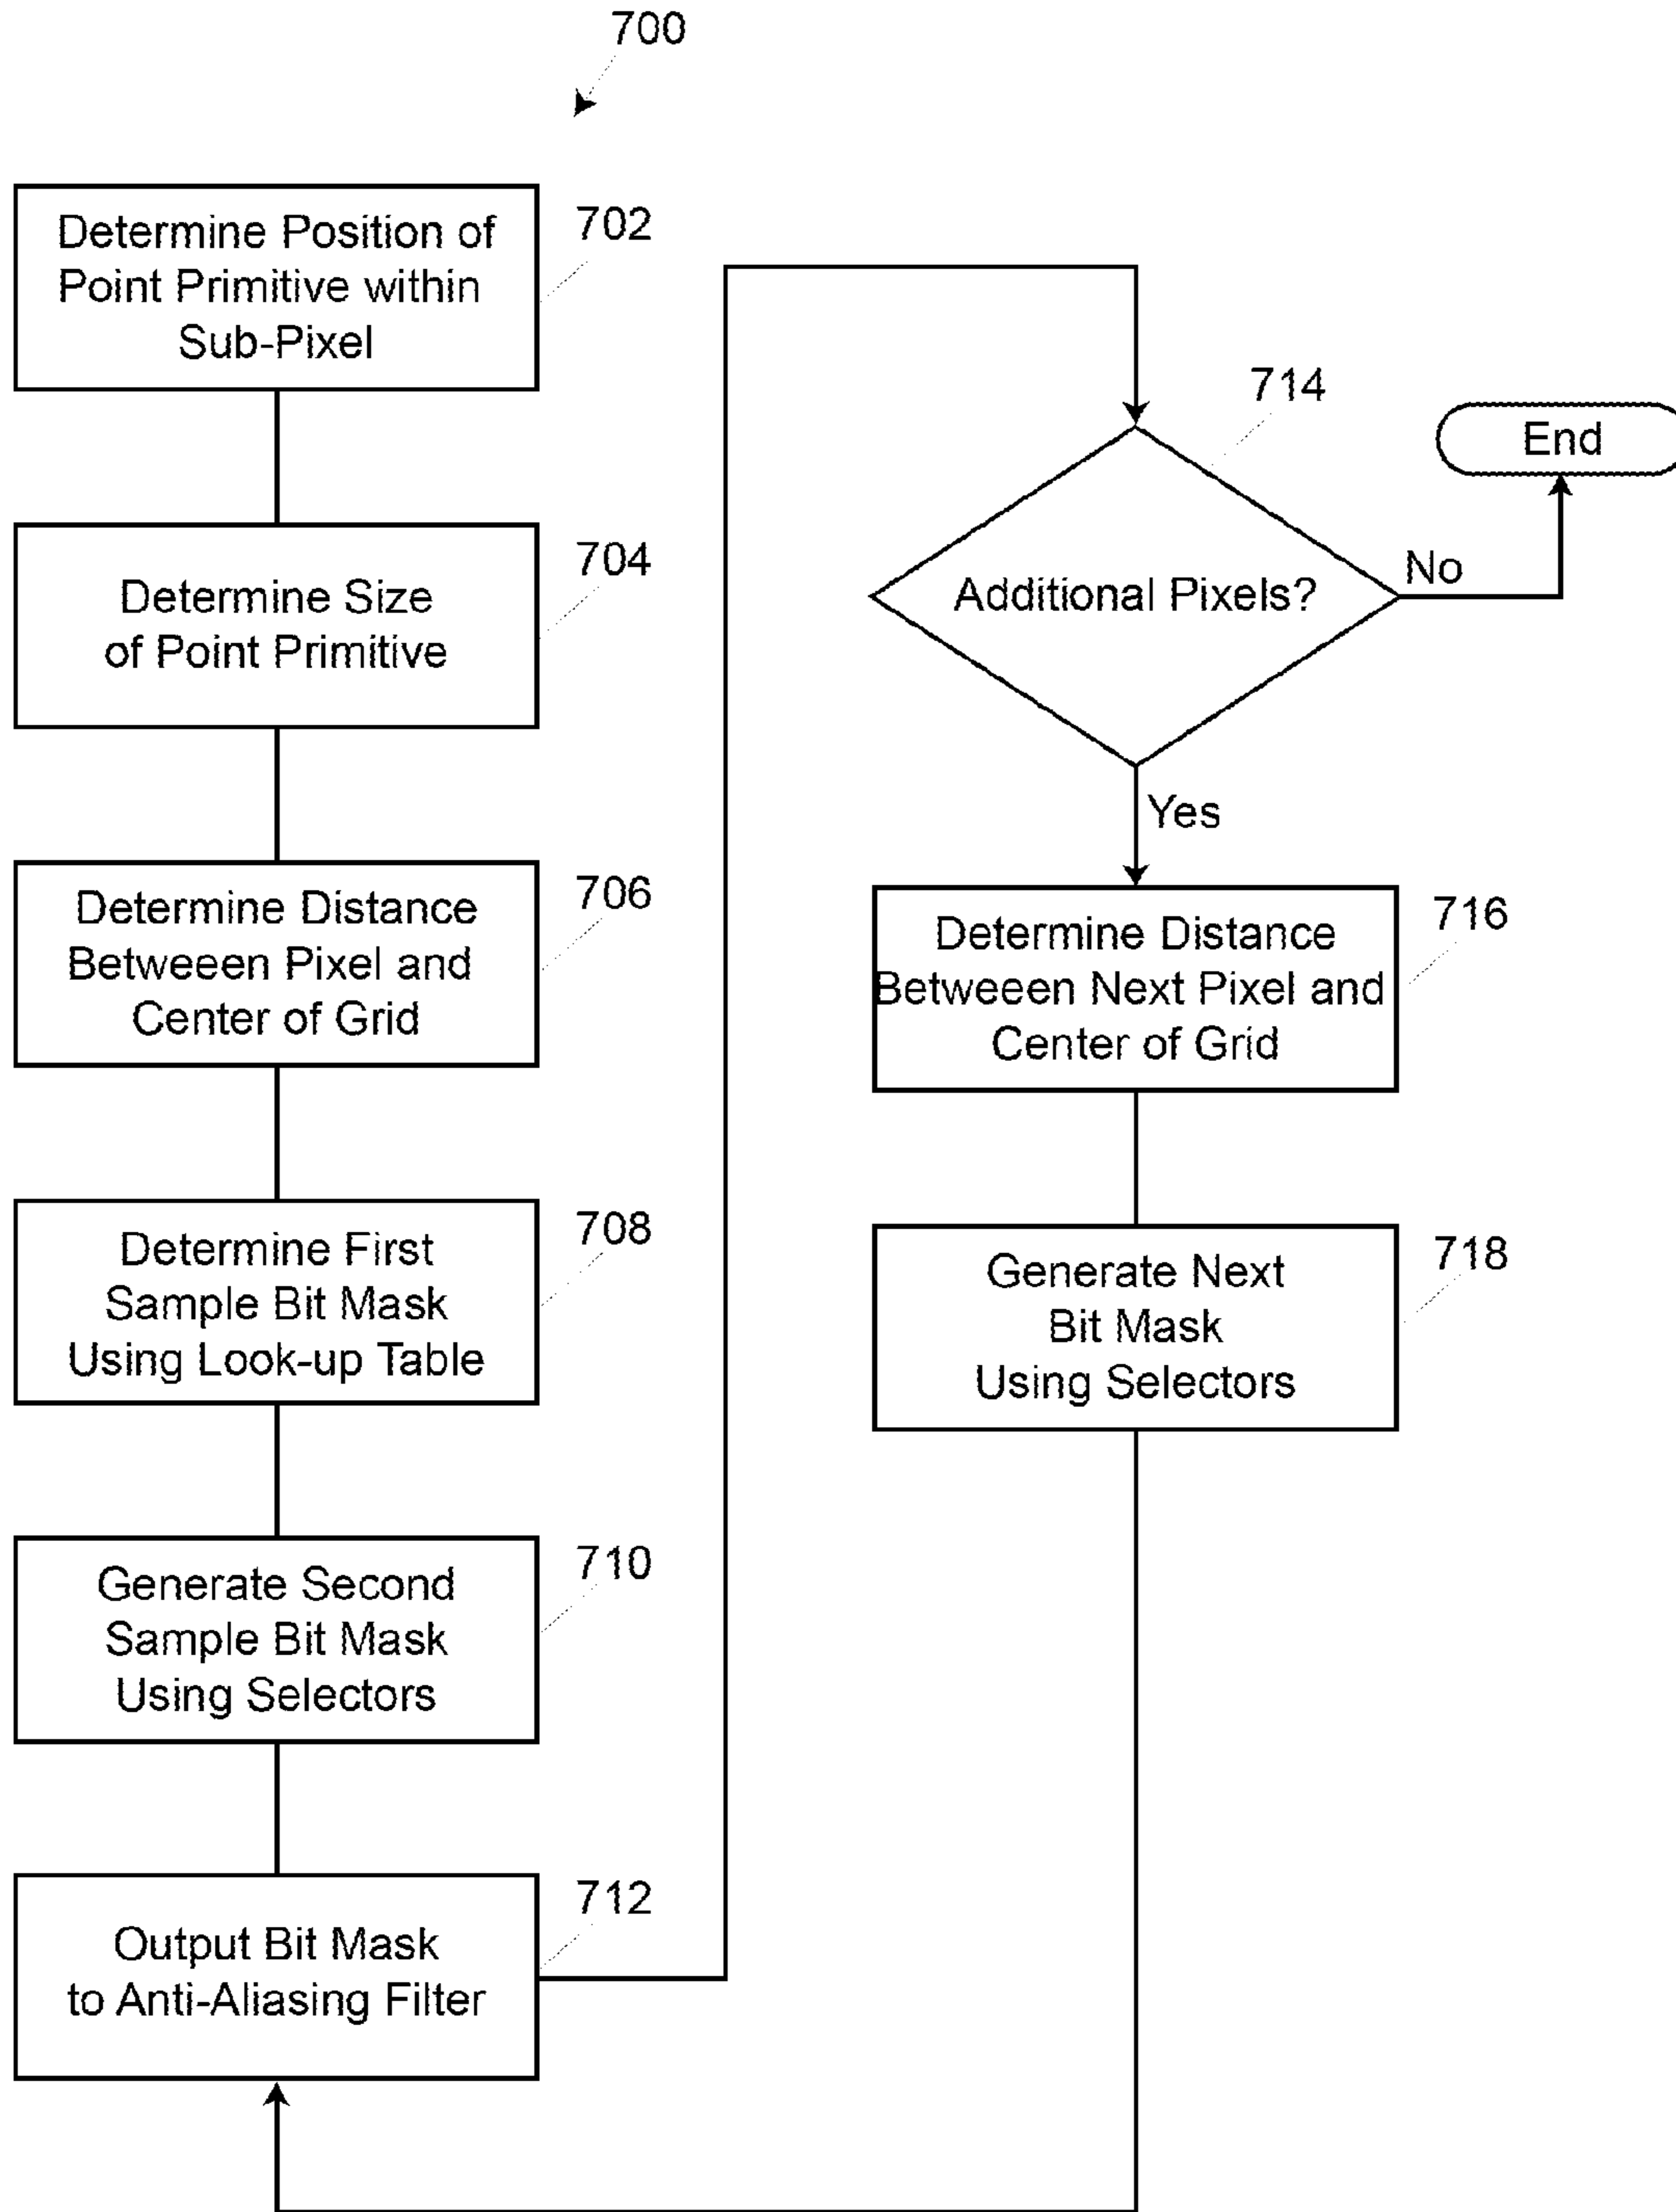 700
Determine Position of
Point Primitive within
Sub-Pixel
702
Determine Size
of Point Primitive
704
Determine Distance
Betweeen Pixel and
Center of Grid
706
Determine First
Sample Bit Mask
Using Look-up Table
708
Generate Second
Sample Bit Mask
Using Selectors
710
Output Bit Mask
to Anti-Aliasing Filter
712
714
Additional Pixels?
No
End
Yes
Determine Distance
Betweeen Next Pixel and
Center of Grid
716
Generate Next
Bit Mask
Using Selectors
718